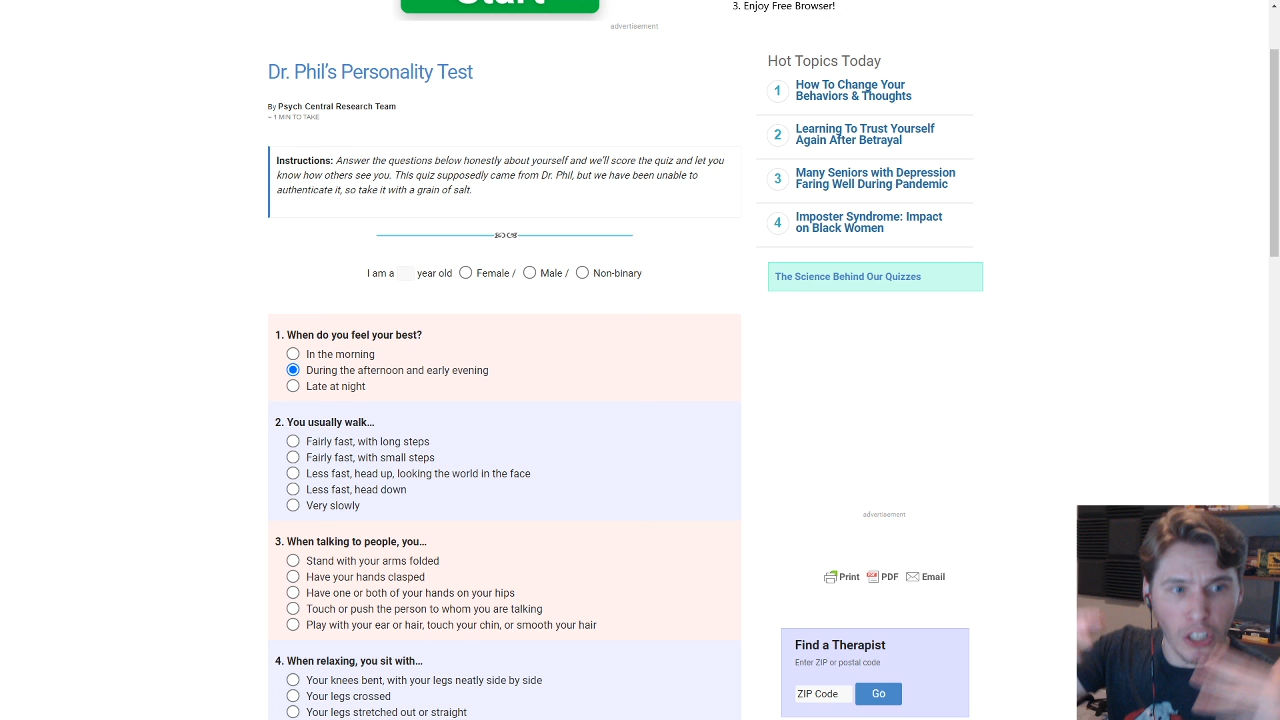 Start
3. Enjoy Free Browser!
advertisement
Dr. Phil's Personality Test
By Psych Central Research Team
~ 1 MIN TO TAKE
Instructions: Answer the questions below honestly about yourself and we'll score the quiz and let you
know how others see you. This quiz supposedly came from Dr. Phil, but we have been unable to
authenticate it, so take it with a grain of salt.
I am a year old Female / Male / Non-binary
1. When do you feel your best?
In the morning
During the afternoon and early evening
Late at night
2. You usually walk...
Fairly fast, with long steps
Fairly fast, with small steps
Less fast, head up, looking the world in the face
Less fast, head down
Very slowly
3. When talking to people, you...
Stand with your arms folded
Have your hands clasped
Have one or both of your hands on your hips
Touch or push the person to whom you are talking
Play with your ear or hair, touch your chin, or smooth your hair
4. When relaxing, you sit with...
Your knees bent, with your legs neatly side by side
Your legs crossed
Your legs stretched out or straight
Hot Topics Today
1 How To Change Your
Behaviors & Thoughts
2 Learning To Trust Yourself
Again After Betrayal
3 Many Seniors with Depression
Faring Well During Pandemic
4 Imposter Syndrome: Impact
on Black Women
The Science Behind Our Quizzes
advertisement
Print PDF Email
Find a Therapist
Enter ZIP or postal code
ZIP Code Go